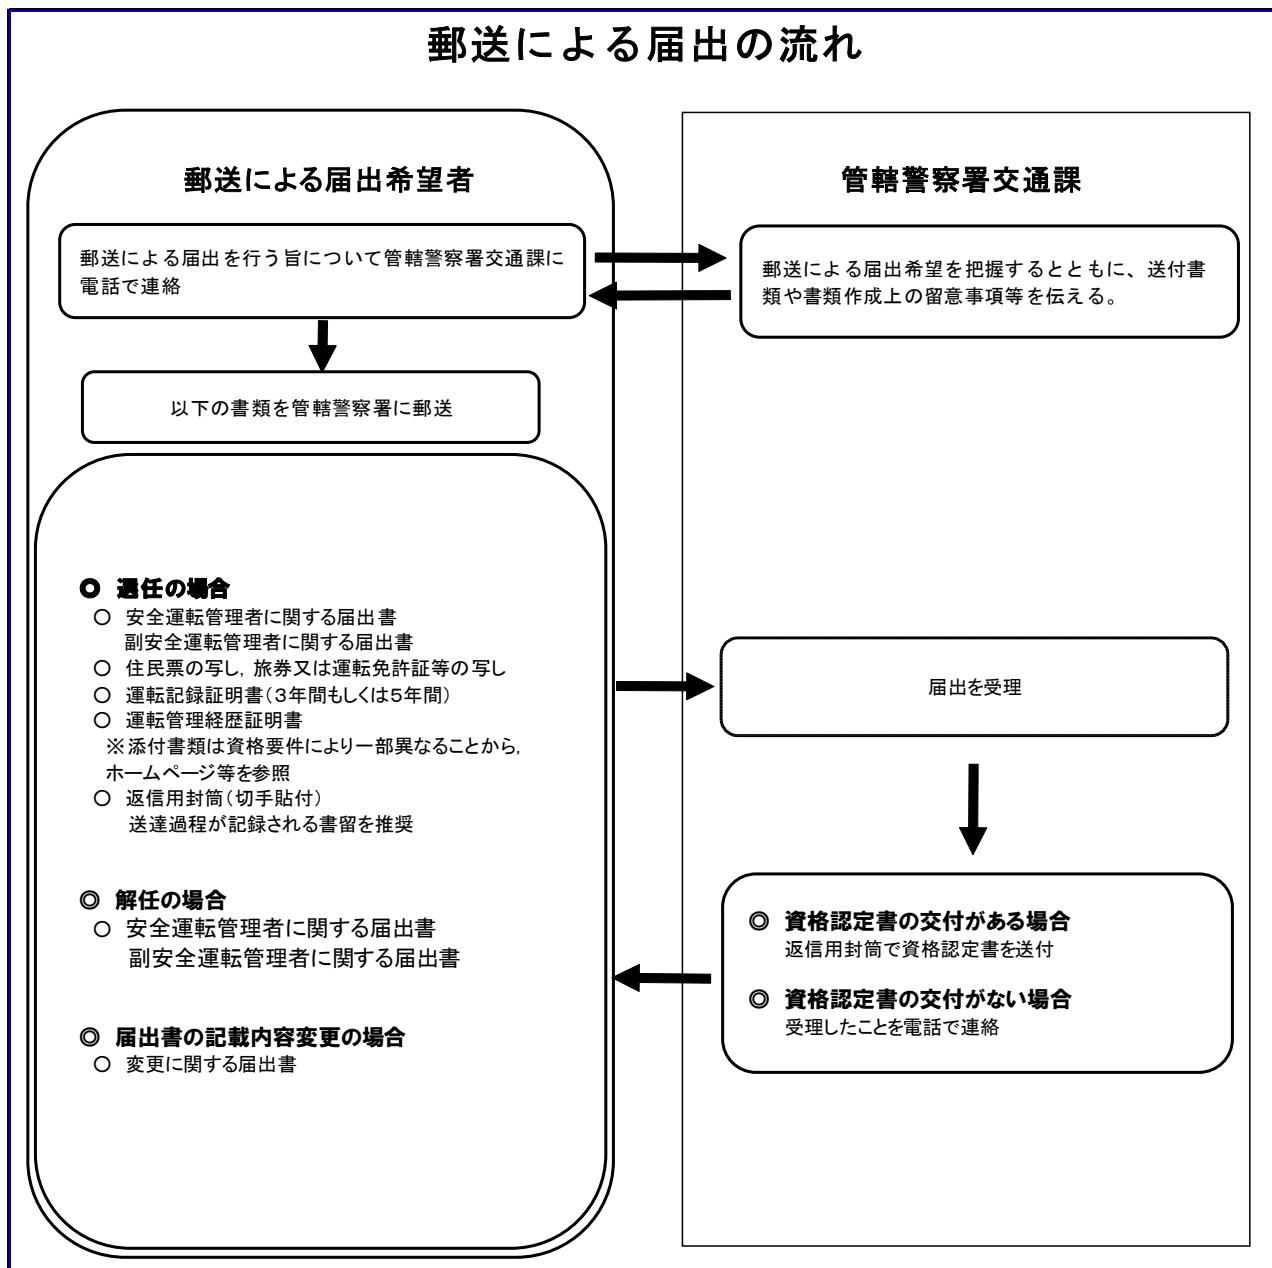 郵送による届出の流れ
郵送による届出希望者
郵送による届出を行う旨について管轄警察署交通課に
電話で連絡
以下の書類を管轄警察署に郵送
◎ 選任の場合
○ 安全運転管理者に関する届出書
副安全運転管理者に関する届出書
○ 住民票の写し，旅券又は運転免許証等の写し
○ 運転記録証明書（３年間もしくは５年間）
○ 運転管理経歴証明書
※添付書類は資格要件により一部異なることから，
ホームページ等を参照
○ 返信用封筒（切手貼付）
送達過程が記録される書留を推奨
◎ 解任の場合
○ 安全運転管理者に関する届出書
副安全運転管理者に関する届出書
◎ 届出書の記載内容変更の場合
○ 変更に関する届出書
管轄警察署交通課
郵送による届出希望を把握するとともに、送付書
類や書類作成上の留意事項等を伝える。
届出を受理
◎ 資格認定書の交付がある場合
返信用封筒で資格認定書を送付
◎ 資格認定書の交付がない場合
受理したことを電話で連絡